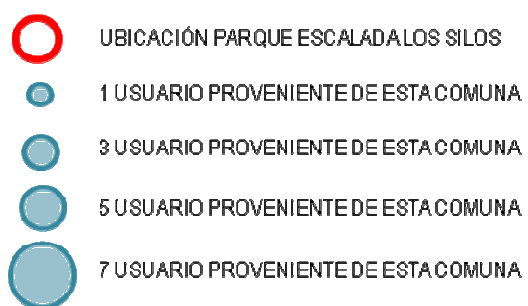 UBICACIÓN PARQUE ESCALADA LOS SILOS
1 USUARIO PROVENIENTE DE ESTA COMUNA
3 USUARIO PROVENIENTE DE ESTA COMUNA
5 USUARIO PROVENIENTE DE ESTA COMUNA
7 USUARIO PROVENIENTE DE ESTA COMUNA